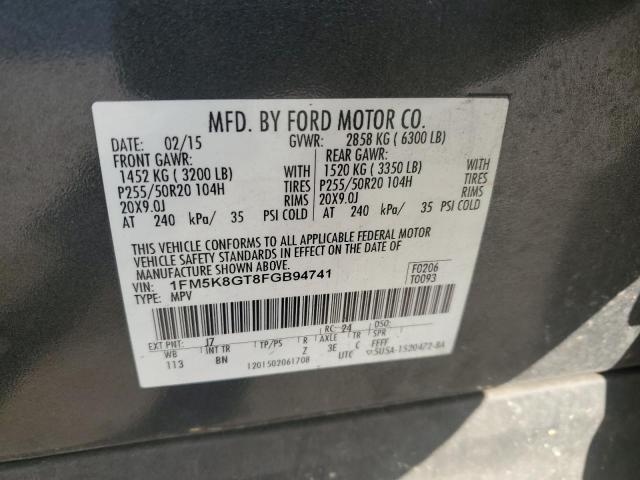 MFD. BY FORD MOTOR CO.
DATE: 02/15 GVWR: 2858 KG ( 6300 LB)
FRONT GAWR: REAR GAWR:
1452 KG ( 3200 LB) WITH 1520 KG ( 3350 LB) WITH
P255/50R20 104H TIRES P255/50R20 104H TIRES
20X9.0J RIMS 20X9.0J RIMS
AT 240 kPa/ 35 PSI COLD AT 240 kPa/ 35 PSI COLD
THIS VEHICLE CONFORMS TO ALL APPLICABLE FEDERAL MOTOR
VEHICLE SAFETY STANDARDS IN EFFECT ON THE DATE OF
MANUFACTURE SHOWN ABOVE.
VIN: 1FM5K8GT8FGB94741 F0206
TYPE: MPV T0093
EXT PNT: J7 RC: 24 DSO:
WB INT TR TP/PS R AXLE TR SPR
113 BN Z 3E C FFFF
1201502061708 UTC 5U5A-1520472-BA